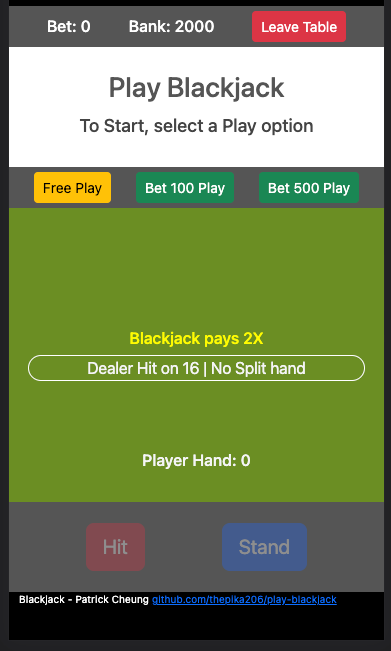 Bet: 0 Bank: 2000 Leave Table
Play Blackjack
To Start, select a Play option
Free Play Bet 100 Play Bet 500 Play
Blackjack pays 2X
Dealer Hit on 16 | No Split hand
Player Hand: 0
Hit Stand
Blackjack - Patrick Cheung github.com/thepika206/play-blackjack